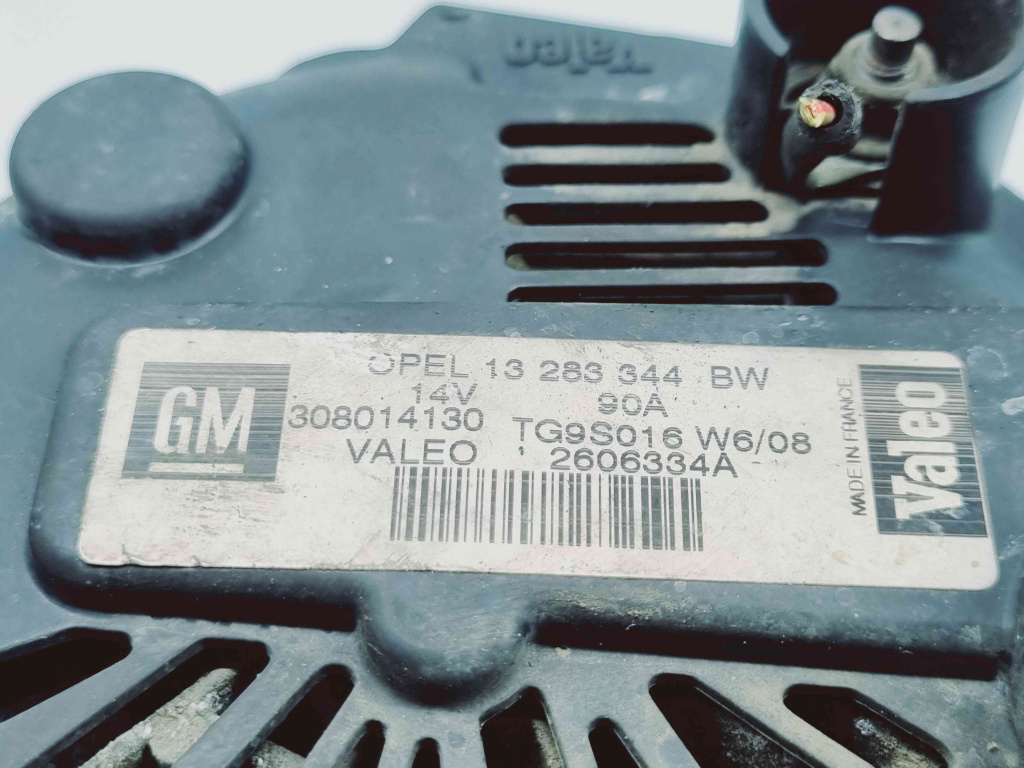 valeo
GM
OPEL 13 283 344 BW
14V 90A
308014130 TG9S016 W6/08
VALEO 2606334A
MADE IN FRANCE
Valeo